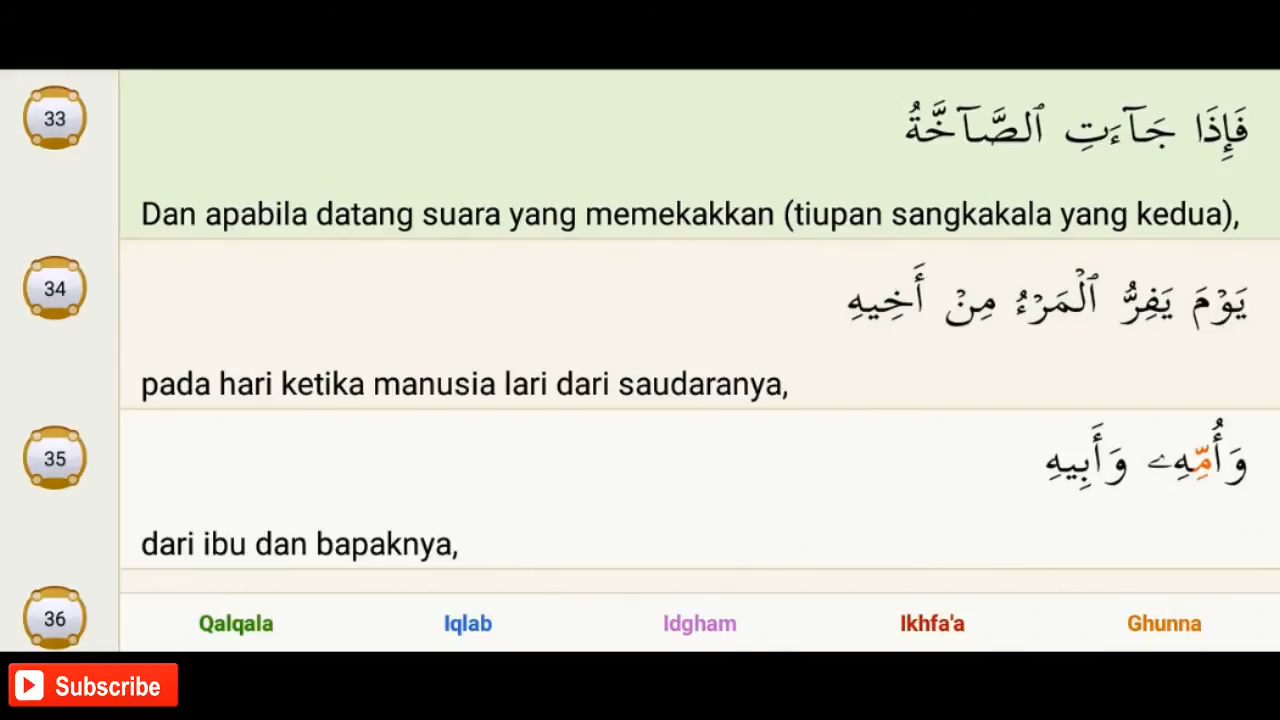 33
فَإِذَا جَآءَتِ ٱلصَّآخَّةُ
Dan apabila datang suara yang memekakkan (tiupan sangkakala yang kedua),
34
يَوْمَ يَفِرُّ ٱلْمَرْءُ مِنْ أَخِيهِ
pada hari ketika manusia lari dari saudaranya,
35
وَأُمِّهِۦ وَأَبِيهِ
dari ibu dan bapaknya,
36
Qalqala Iqlab Idgham Ikhfa'a Ghunna
Subscribe